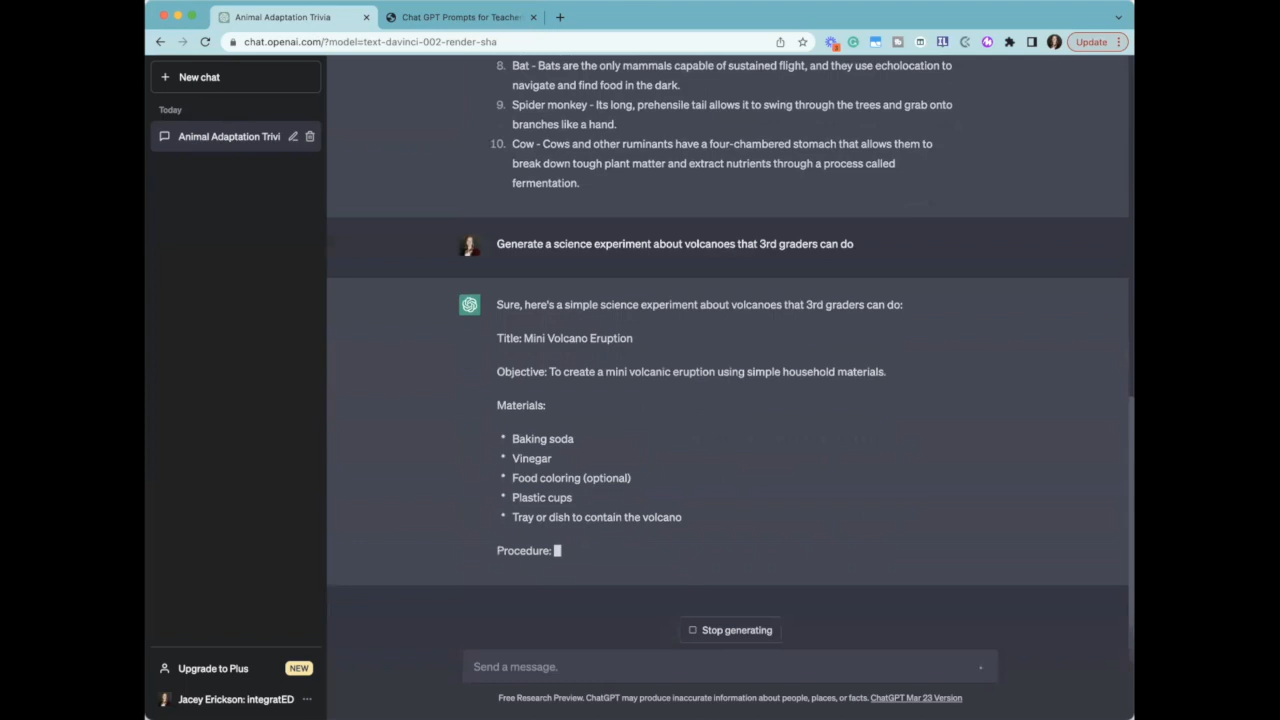 Animal Adaptation Trivia
Chat GPT Prompts for Teache
chat.openai.com/?model=text-davinci-002-render-sha
Update
New chat
Today
Animal Adaptation Trivi
8. Bat - Bats are the only mammals capable of sustained flight, and they use echolocation to
navigate and find food in the dark.
9. Spider monkey - Its long, prehensile tail allows it to swing through the trees and grab onto
branches like a hand.
10. Cow - Cows and other ruminants have a four-chambered stomach that allows them to
break down tough plant matter and extract nutrients through a process called
fermentation.
Generate a science experiment about volcanoes that 3rd graders can do
Sure, here's a simple science experiment about volcanoes that 3rd graders can do:
Title: Mini Volcano Eruption
Objective: To create a mini volcanic eruption using simple household materials.
Materials:
* Baking soda
* Vinegar
* Food coloring (optional)
* Plastic cups
* Tray or dish to contain the volcano
Procedure:
Stop generating
Send a message.
Free Research Preview. ChatGPT may produce inaccurate information about people, places, or facts. ChatGPT Mar 23 Version
Upgrade to Plus NEW
Jacey Erickson: integratED ...